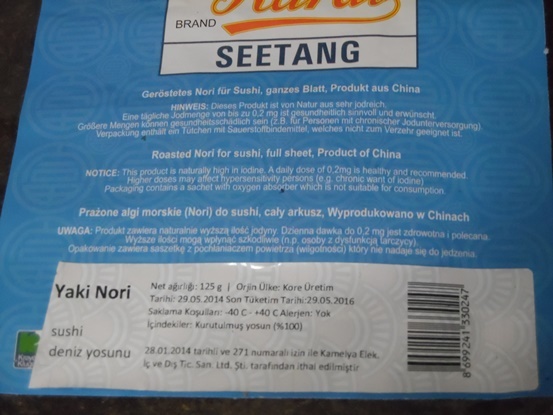 BRAND
SEETANG
Geröstetes Nori für Sushi, ganzes Blatt, Produkt aus China
HINWEIS: Dieses Produkt ist von Natur aus sehr jodreich.
Eine tägliche Jodmenge von bis zu 0,2 mg ist gesundheitlich sinnvoll und erwünscht.
Größere Mengen können gesundheitsschädlich sein (z.B. für Personen mit chronischer Jodunterversorgung)
Verpackung enthält ein Tütchen mit Sauerstoffbindemittel, welches nicht zum Verzehr geeignet ist.
Roasted Nori for sushi, full sheet, Product of China
NOTICE: This product is naturally high in iodine. A daily dose of 0.2mg is healthy and recommended.
Higher doses may affect hypersensitivity persons (e.g. chronic want of iodine)
Packaging contains a sachet with oxygen absorber which is not suitable for consumption.
Prażone algi morskie (Nori) do sushi, cały arkusz, Wyprodukowano w Chinach
UWAGA: Produkt zawiera naturalnie wyższą ilość jodyny. Dzienna dawka do 0,2 mg jest zdrowotna i polecana.
Wyższe ilości mogą wpłynąć szkodliwie (n.p. osoby z dysfunkcją tarczycy).
Opakowanie zawiera saszetkę z pochłaniaczem powietrza (wilgotności) który nie nadaje się do jedzenia.
Yaki Nori
sushi
deniz yosunu
Net ağırlığı: 125 g | Orjin Ülke: Kore Üretim
Tarihi: 29.05.2014 Son Tüketim Tarihi:29.05.2016
Saklama Koşulları: -40 C - +40 C Alerjen: Yok
İçindekiler: Kurutulmuş yosun (%100)
28.01.2014 tarihli ve 271 numaralı izin ile Kameiya Elek.
İç ve Dış Tic. San. Ltd. Şti. tarafından ithal edilmiştir
8 699241 530247